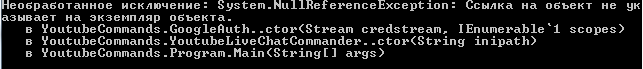 Необработанное исключение: System.NullReferenceException: Ссылка на объект не ук
азывает на экземпляр объекта.
в YoutubeCommands.GoogleAuth..ctor(Stream credstream, IEnumerable`1 scopes)
в YoutubeCommands.YoutubeLiveChatCommander..ctor(String inipath)
в YoutubeCommands.Program.Main(String[] args)